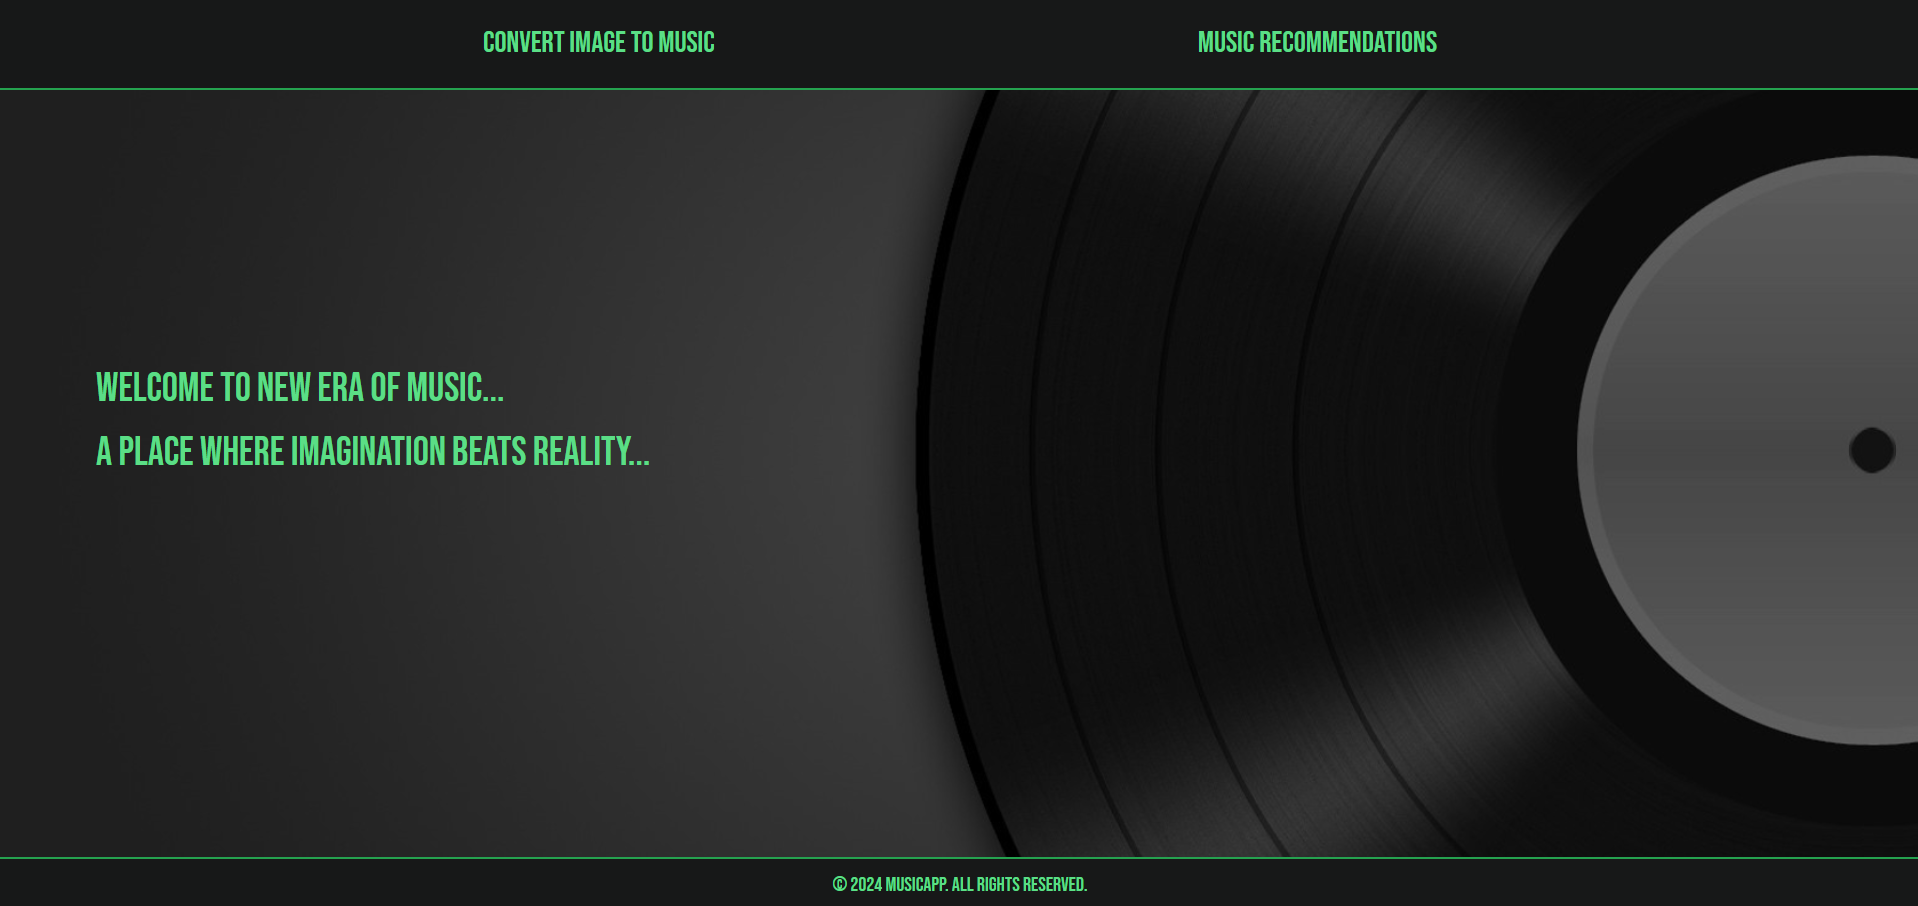 CONVERT IMAGE TO MUSIC
MUSIC RECOMMENDATIONS
WELCOME TO NEW ERA OF MUSIC...
A PLACE WHERE IMAGINATION BEATS REALITY...
© 2024 MUSICAPP. ALL RIGHTS RESERVED.